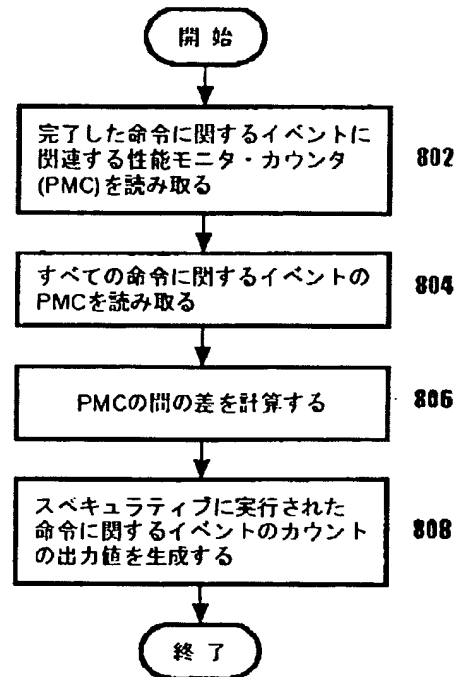 開 始
完了した命令に関するイベントに
関連する性能モニタ・カウンタ
(PMC)を読み取る
802
すべての命令に関するイベントの
PMCを読み取る
804
PMCの間の差を計算する
806
スペキュラティブに実行された
命令に関するイベントのカウント
の出力値を生成する
808
終 了